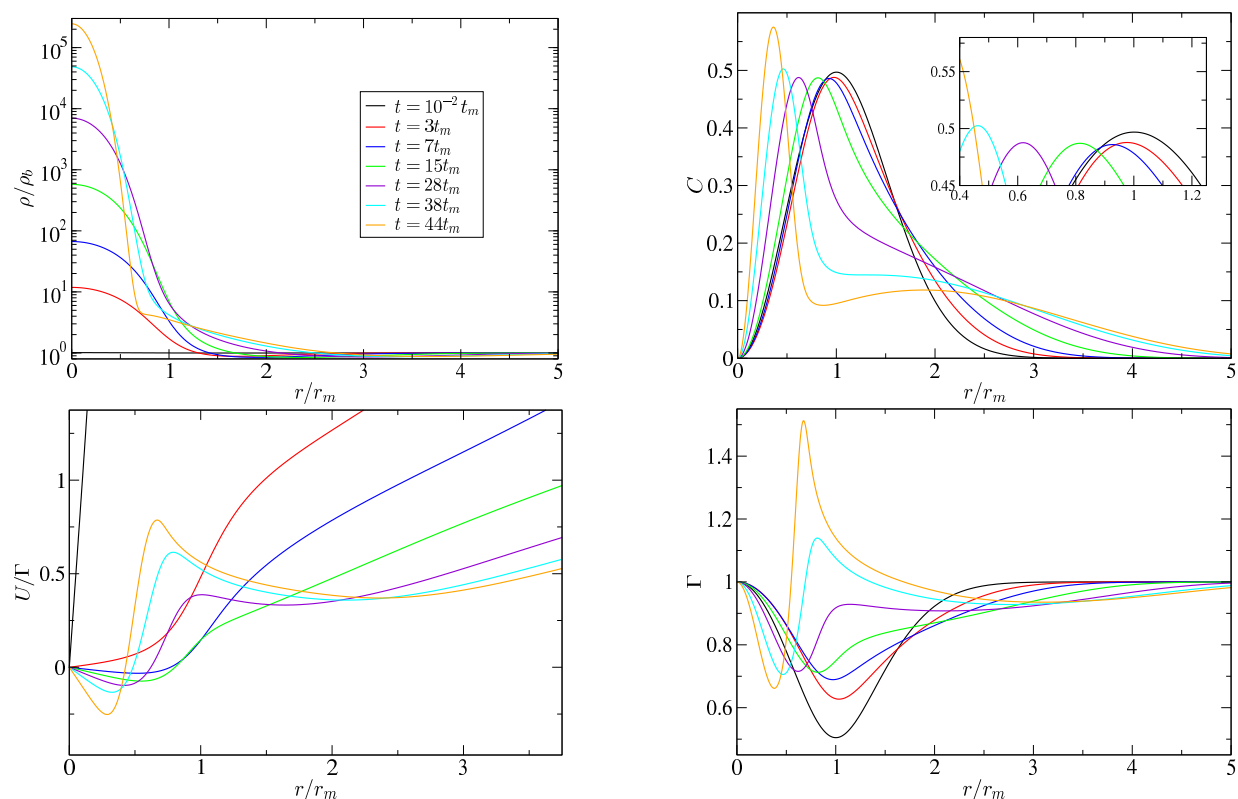 10^5
10^4
10^3
10^2
10^1
10^0
ρ/ρ_b
0 1 2 3 4 5
r/r_m
t = 10^{-2} t_m
t = 3t_m
t = 7t_m
t = 15t_m
t = 28t_m
t = 38t_m
t = 44t_m
0.5
0.4
0.3
0.2
0.1
0
C
0 1 2 3 4 5
r/r_m
0.55
0.5
0.45
0.4 0.6 0.8 1 1.2
1
0.5
0
U/Γ
0 1 2 3
r/r_m
1.4
1.2
1
0.8
0.6
Γ
0 1 2 3 4 5
r/r_m